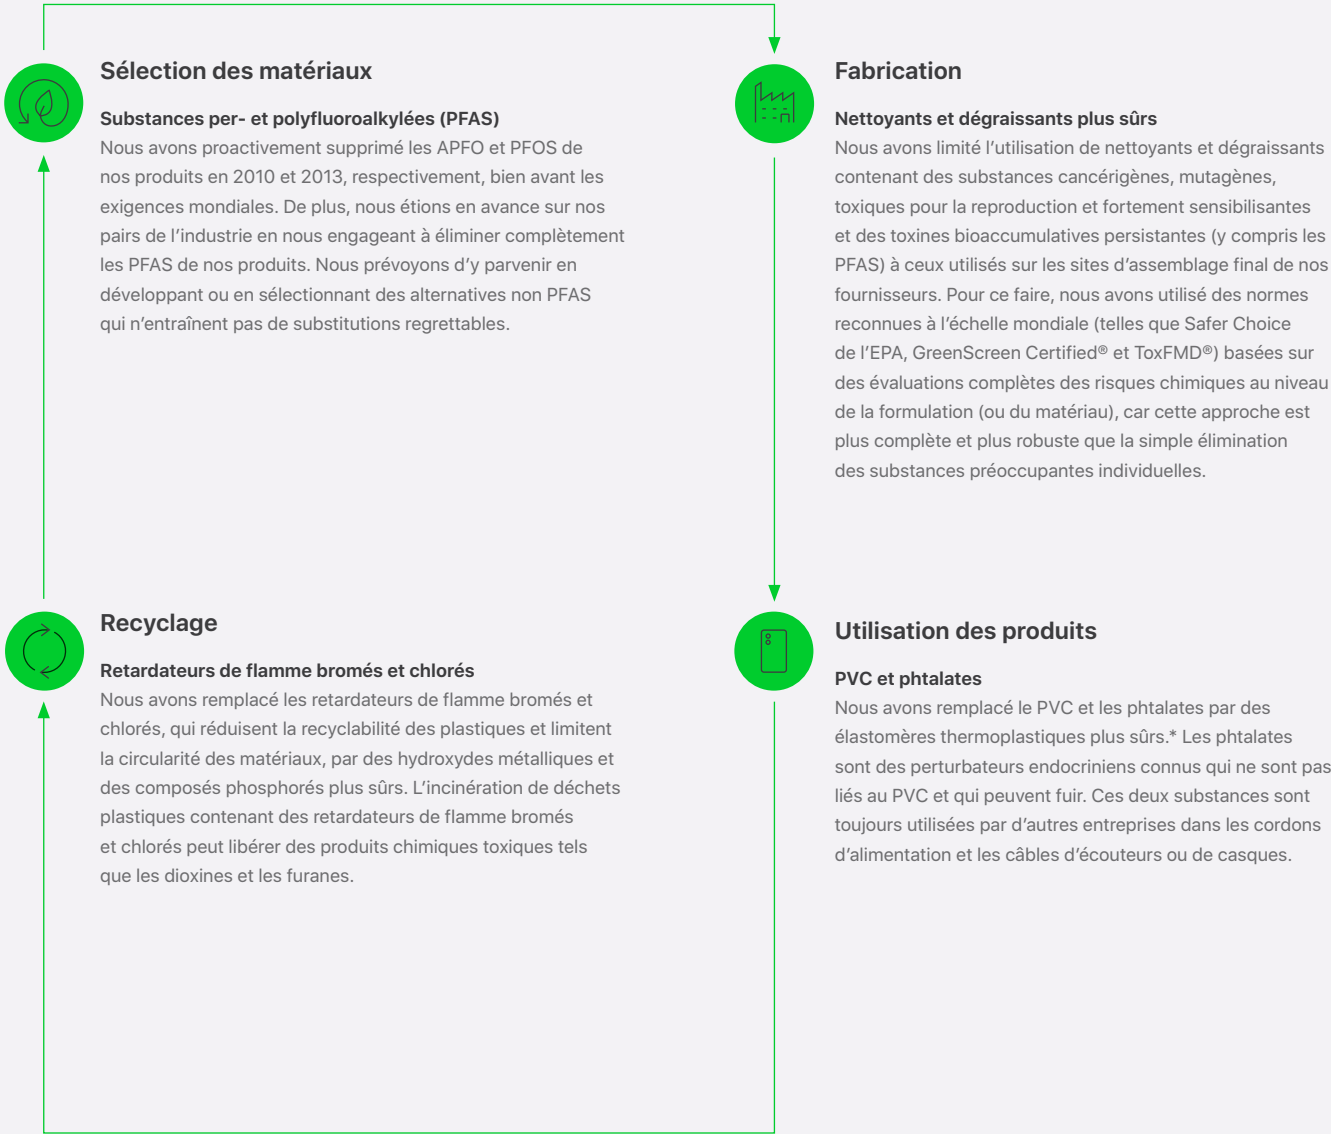 Sélection des matériaux
Substances per- et polyfluoroalkylées (PFAS)
Nous avons proactivement supprimé les APFO et PFOS de
nos produits en 2010 et 2013, respectivement, bien avant les
exigences mondiales. De plus, nous étions en avance sur nos
pairs de l’industrie en nous engageant à éliminer complètement
les PFAS de nos produits. Nous prévoyons d’y parvenir en
développant ou en sélectionnant des alternatives non PFAS
qui n’entraînent pas de substitutions regrettables.
Fabrication
Nettoyants et dégraissants plus sûrs
Nous avons limité l’utilisation de nettoyants et dégraissants
contenant des substances cancérigènes, mutagènes,
toxiques pour la reproduction et fortement sensibilisantes
et des toxines bioaccumulatives persistantes (y compris les
PFAS) à ceux utilisés sur les sites d’assemblage final de nos
fournisseurs. Pour ce faire, nous avons utilisé des normes
reconnues à l’échelle mondiale (telles que Safer Choice
de l’EPA, GreenScreen Certified® et ToxFMD®) basées sur
des évaluations complètes des risques chimiques au niveau
de la formulation (ou du matériau), car cette approche est
plus complète et plus robuste que la simple élimination
des substances préoccupantes individuelles.
Recyclage
Retardateurs de flamme bromés et chlorés
Nous avons remplacé les retardateurs de flamme bromés et
chlorés, qui réduisent la recyclabilité des plastiques et limitent
la circularité des matériaux, par des hydroxydes métalliques et
des composés phosphorés plus sûrs. L’incinération de déchets
plastiques contenant des retardateurs de flamme bromés
et chlorés peut libérer des produits chimiques toxiques tels
que les dioxines et les furanes.
Utilisation des produits
PVC et phtalates
Nous avons remplacé le PVC et les phtalates par des
élastomères thermoplastiques plus sûrs.* Les phtalates
sont des perturbateurs endocriniens connus qui ne sont pas
liés au PVC et qui peuvent fuir. Ces deux substances sont
toujours utilisées par d’autres entreprises dans les cordons
d’alimentation et les câbles d’écouteurs ou de casques.